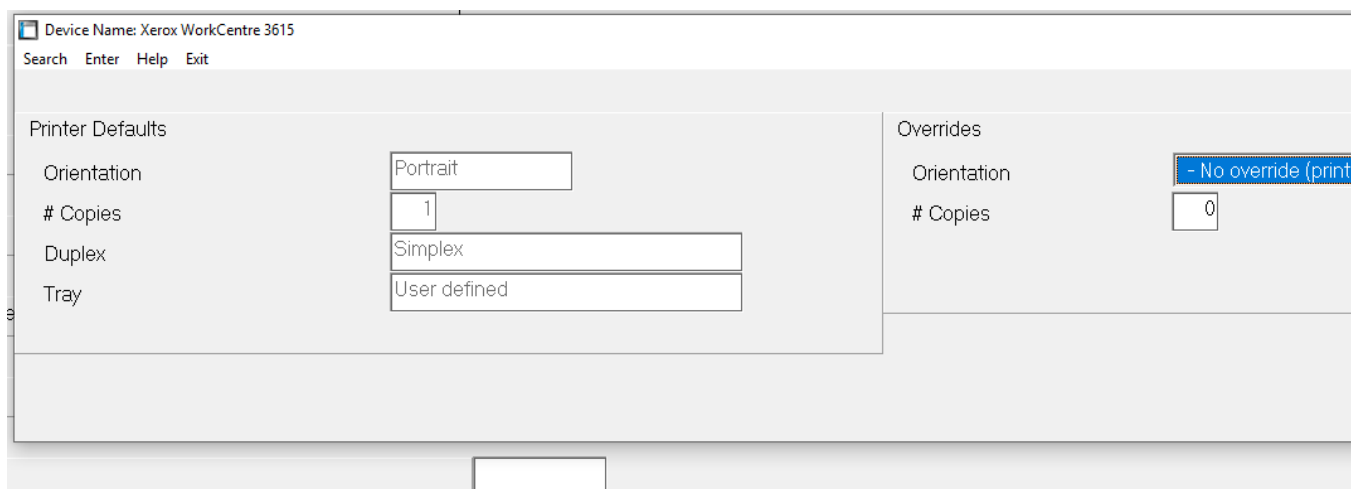 Device Name: Xerox WorkCentre 3615
Search Enter Help Exit
Printer Defaults
Orientation Portrait
# Copies 1
Duplex Simplex
Tray User defined
Overrides
Orientation - No override (print
# Copies 0
e